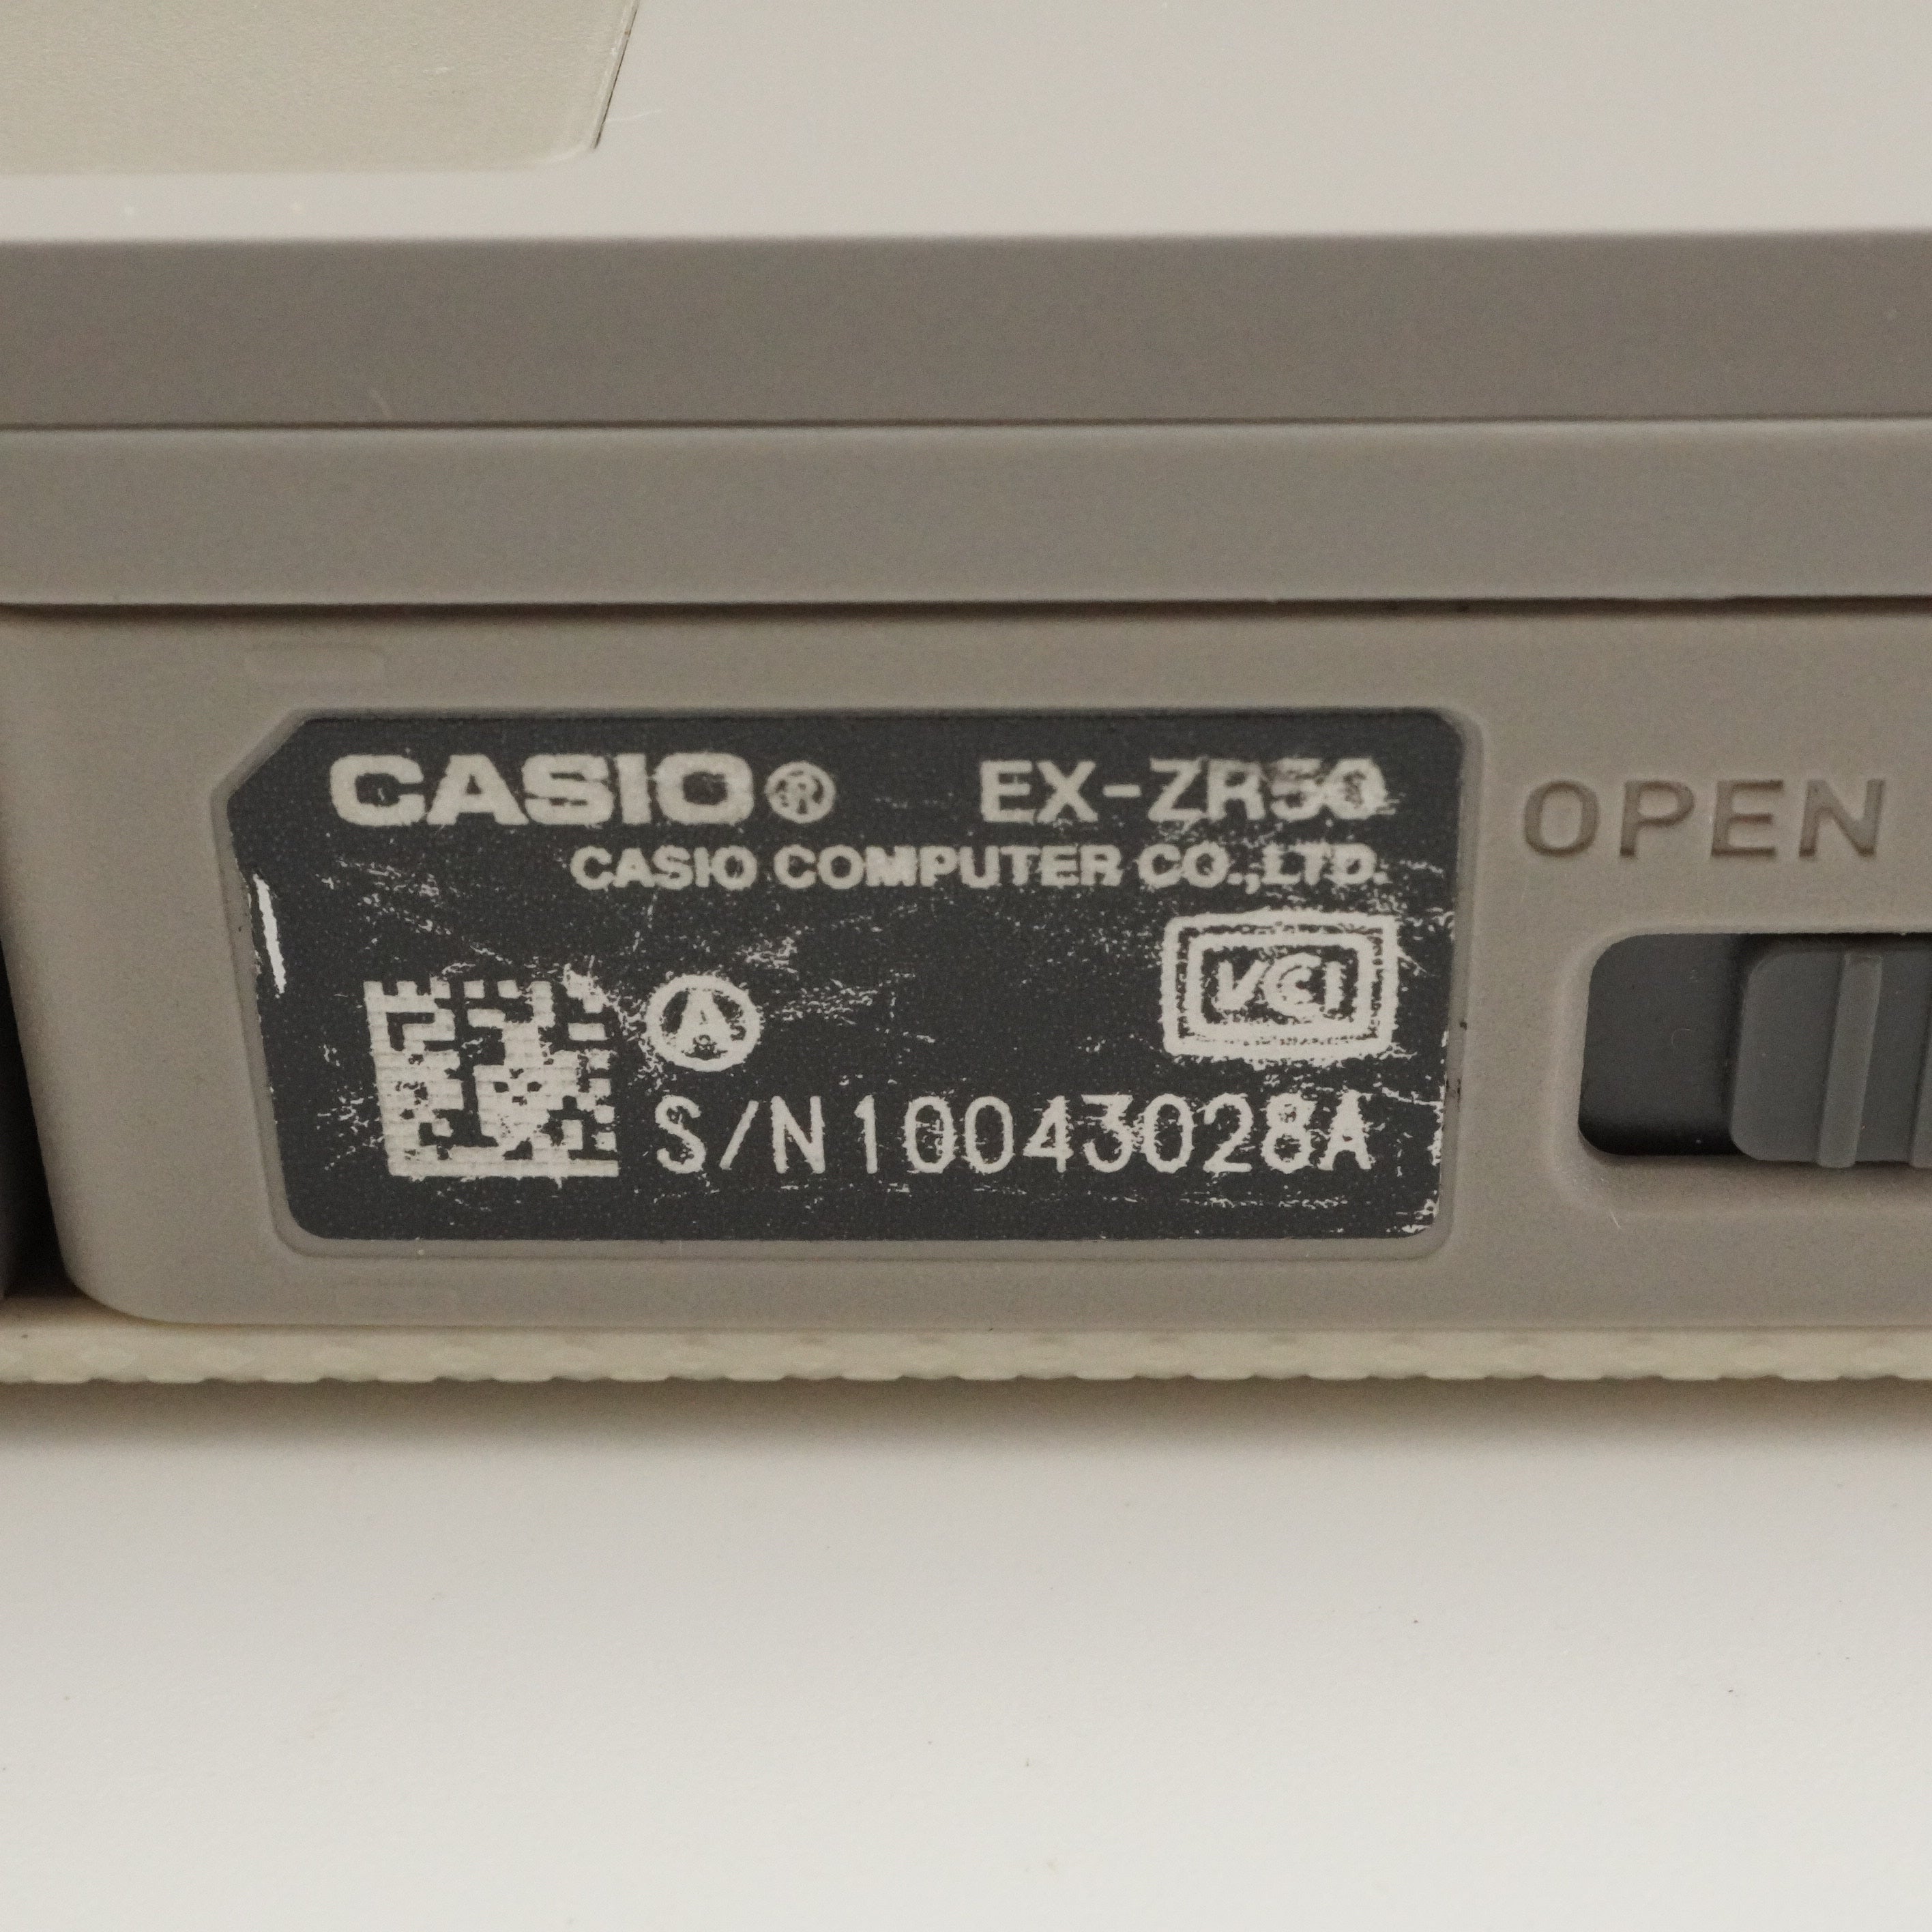 CASIO® EX-ZR50
CASIO COMPUTER CO.,LTD.
VCI
A
S/N10043028A
OPEN